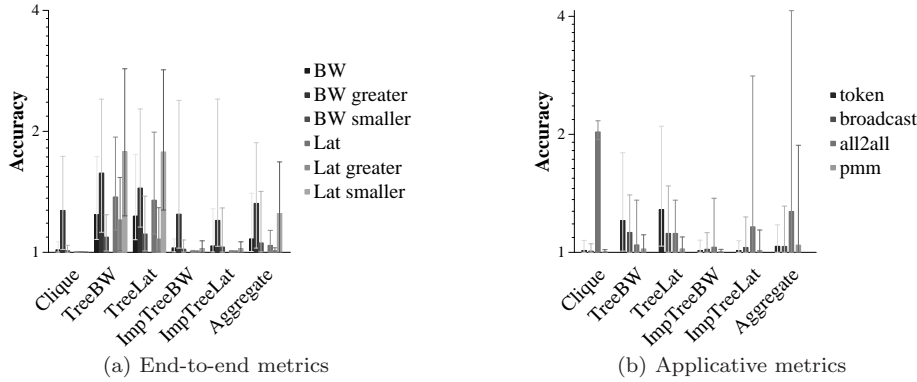 4
2
1
Accuracy
Clique
TreeBW
TreeLat
ImpTreeBW
ImpTreeLat
Aggregate
BW
BW greater
BW smaller
Lat
Lat greater
Lat smaller
(a) End-to-end metrics
4
2
1
Accuracy
Clique
TreeBW
TreeLat
ImpTreeBW
ImpTreeLat
Aggregate
token
broadcast
all2all
pmm
(b) Applicative metrics